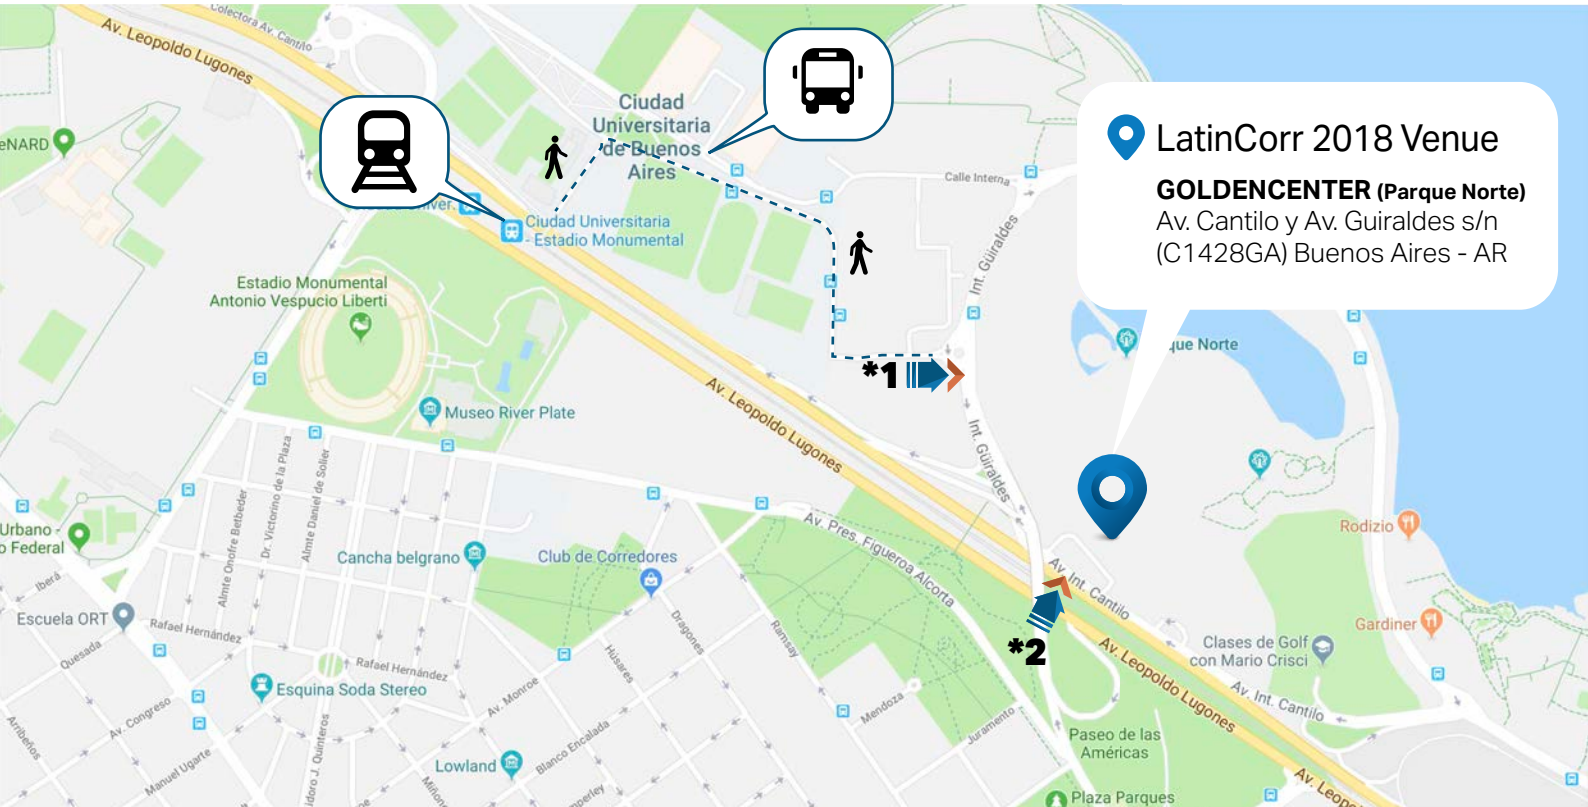 Colectora Av. Cantilo
Av. Leopoldo Lugones
eNARD
Ciudad
Universitaria
de Buenos
Aires
LatinCorr 2018 Venue
GOLDENCENTER (Parque Norte)
Av. Cantilo y Av. Guiraldes s/n
(C1428GA) Buenos Aires - AR
Calle Interna
Int. Güiraldes
Ciudad Universitaria
- Estadio Monumental
Estadio Monumental
Antonio Vespucio Liberti
que Norte
*1
Av. Leopoldo Lugones
Museo River Plate
Int. Güiraldes
Dr. Victorino de la Plaza
Almte Daniel de Solier
Almte Onofre Betbeder
Urbano -
o Federal
Cancha belgrano
Club de Corredores
Av. Pres. Figueroa Alcorta
Rodizio
Av. Int. Cantilo
Iberá
Escuela ORT
Rafael Hernández
Quesada
Dragones
Ramsay
Húsares
*2
Gardiner
Clases de Golf
con Mario Crisci
Av. Leopoldo Lugones
Rafael Hernández
Esquina Soda Stereo
Av. Monroe
Mendoza
Juramento
Av. Int. Cantilo
Av. Congreso
Arribeños
Manuel Ugarte
idoro J. Quinteros
Lowland
Blanco Encalada
Paseo de las
Américas
Av. Leopo
Plaza Parques